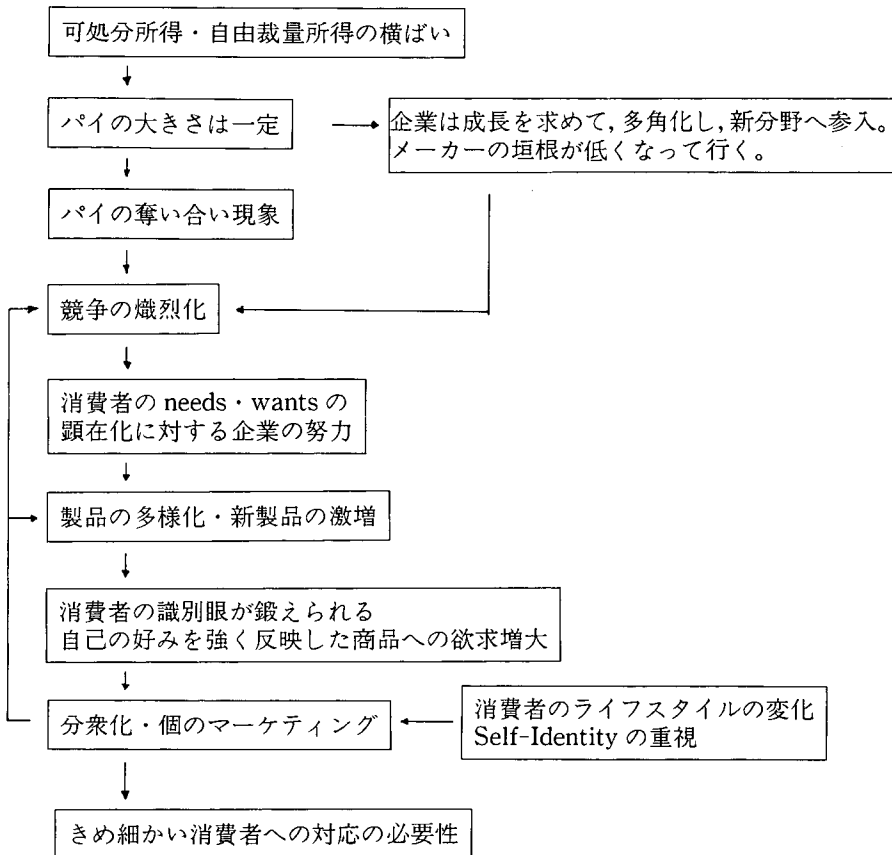 可処分所得・自由裁量所得の横ばい
パイの大きさは一定
企業は成長を求めて,多角化し,新分野へ参入。
メーカーの垣根が低くなって行く。
パイの奪い合い現象
競争の熾烈化
消費者の needs・wants の
顕在化に対する企業の努力
製品の多様化・新製品の激増
消費者の識別眼が鍛えられる
自己の好みを強く反映した商品への欲求増大
分衆化・個のマーケティング
消費者のライフスタイルの変化
Self-Identity の重視
きめ細かい消費者への対応の必要性